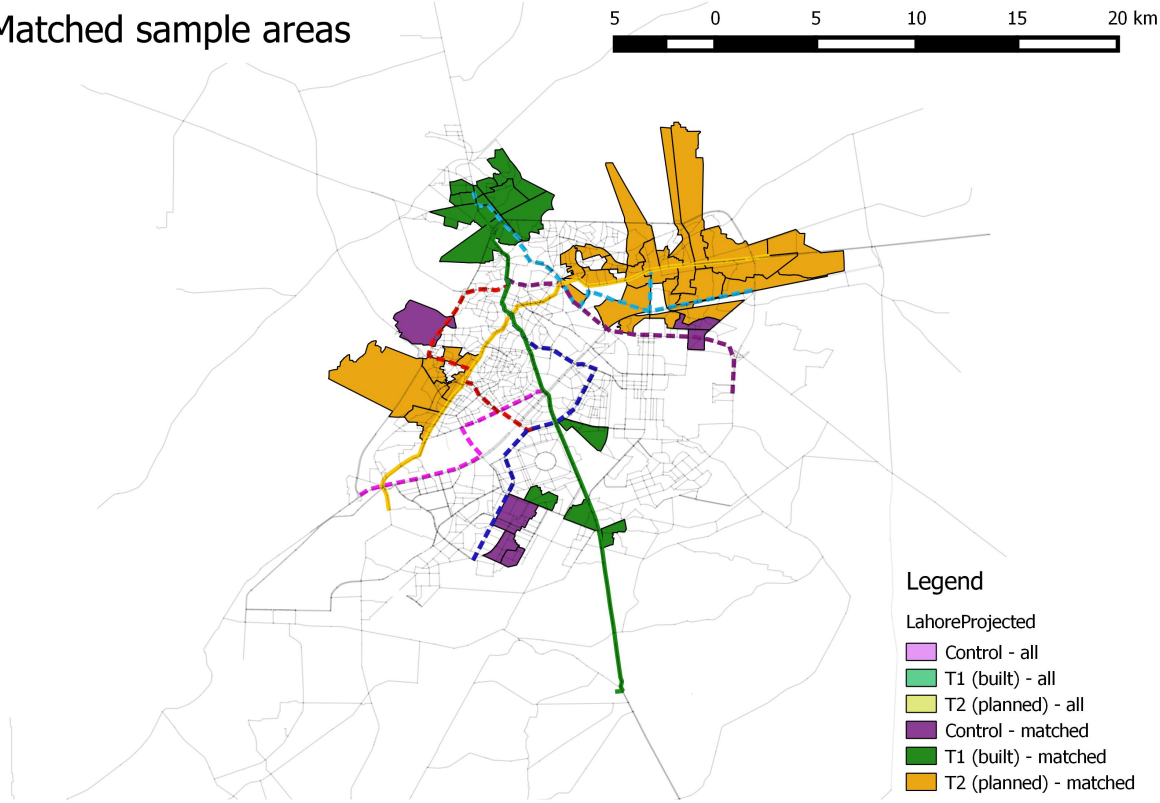 Matched sample areas
5 0 5 10 15 20 km
Legend
LahoreProjected
Control - all
T1 (built) - all
T2 (planned) - all
Control - matched
T1 (built) - matched
T2 (planned) - matched